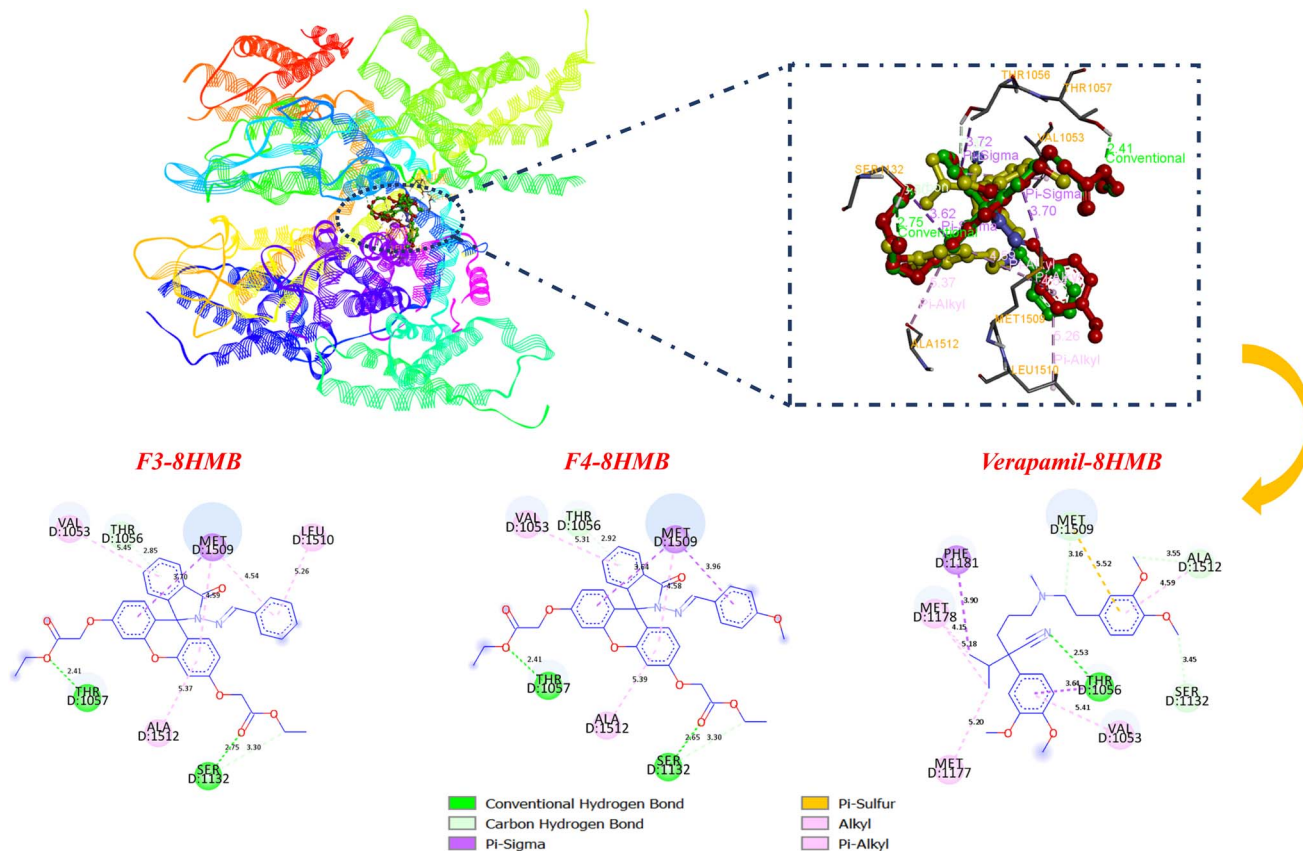 THR1056
THR1057
3.72
Pi-Sigma
VAL1053
2.41
Conventional
SER1132
Pi-Sigma
3.70
3.62
Pi-Sigma
2.75
Conventional
Pi-Alkyl
MET1509
ALA1512
5.26
Pi-Alkyl
LEU1510
F3-8HMB
F4-8HMB
Verapamil-8HMB
VAL
D:1053
THR
D:1056
5.45
2.85
MET
D:1509
LEU
D:1510
3.70
4.59
4.54
5.26
O
O
N
N
O
O
O
O
O
O
2.41
THR
D:1057
5.37
ALA
D:1512
2.75
3.30
SER
D:1132
VAL
D:1053
THR
D:1056
5.31
2.92
MET
D:1509
4.58
3.96
O
O
N
N
O
O
O
O
O
O
O
2.41
THR
D:1057
5.39
ALA
D:1512
2.65
3.30
SER
D:1132
MET
D:1509
3.16
5.52
3.55
ALA
D:1512
4.59
PHE
D:1181
3.90
MET
D:1178
4.15
5.18
N
N
O
O
2.53
THR
D:1056
3.45
SER
D:1132
3.64
5.41
VAL
D:1053
5.20
MET
D:1177
O
O
Conventional Hydrogen Bond
Carbon Hydrogen Bond
Pi-Sigma
Pi-Sulfur
Alkyl
Pi-Alkyl